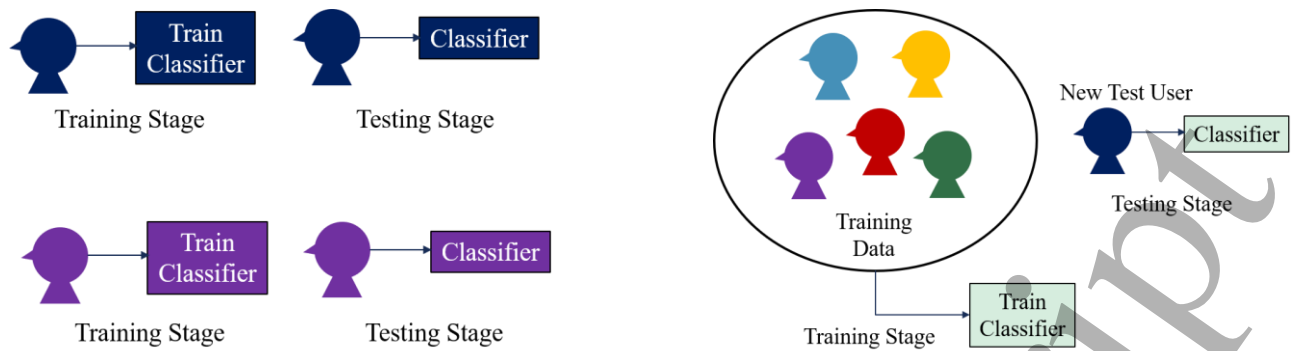 Train
Classifier
Training Stage
Classifier
Testing Stage
Train
Classifier
Training Stage
Classifier
Testing Stage
Training
Data
Training Stage
Train
Classifier
New Test User
Classifier
Testing Stage
ript